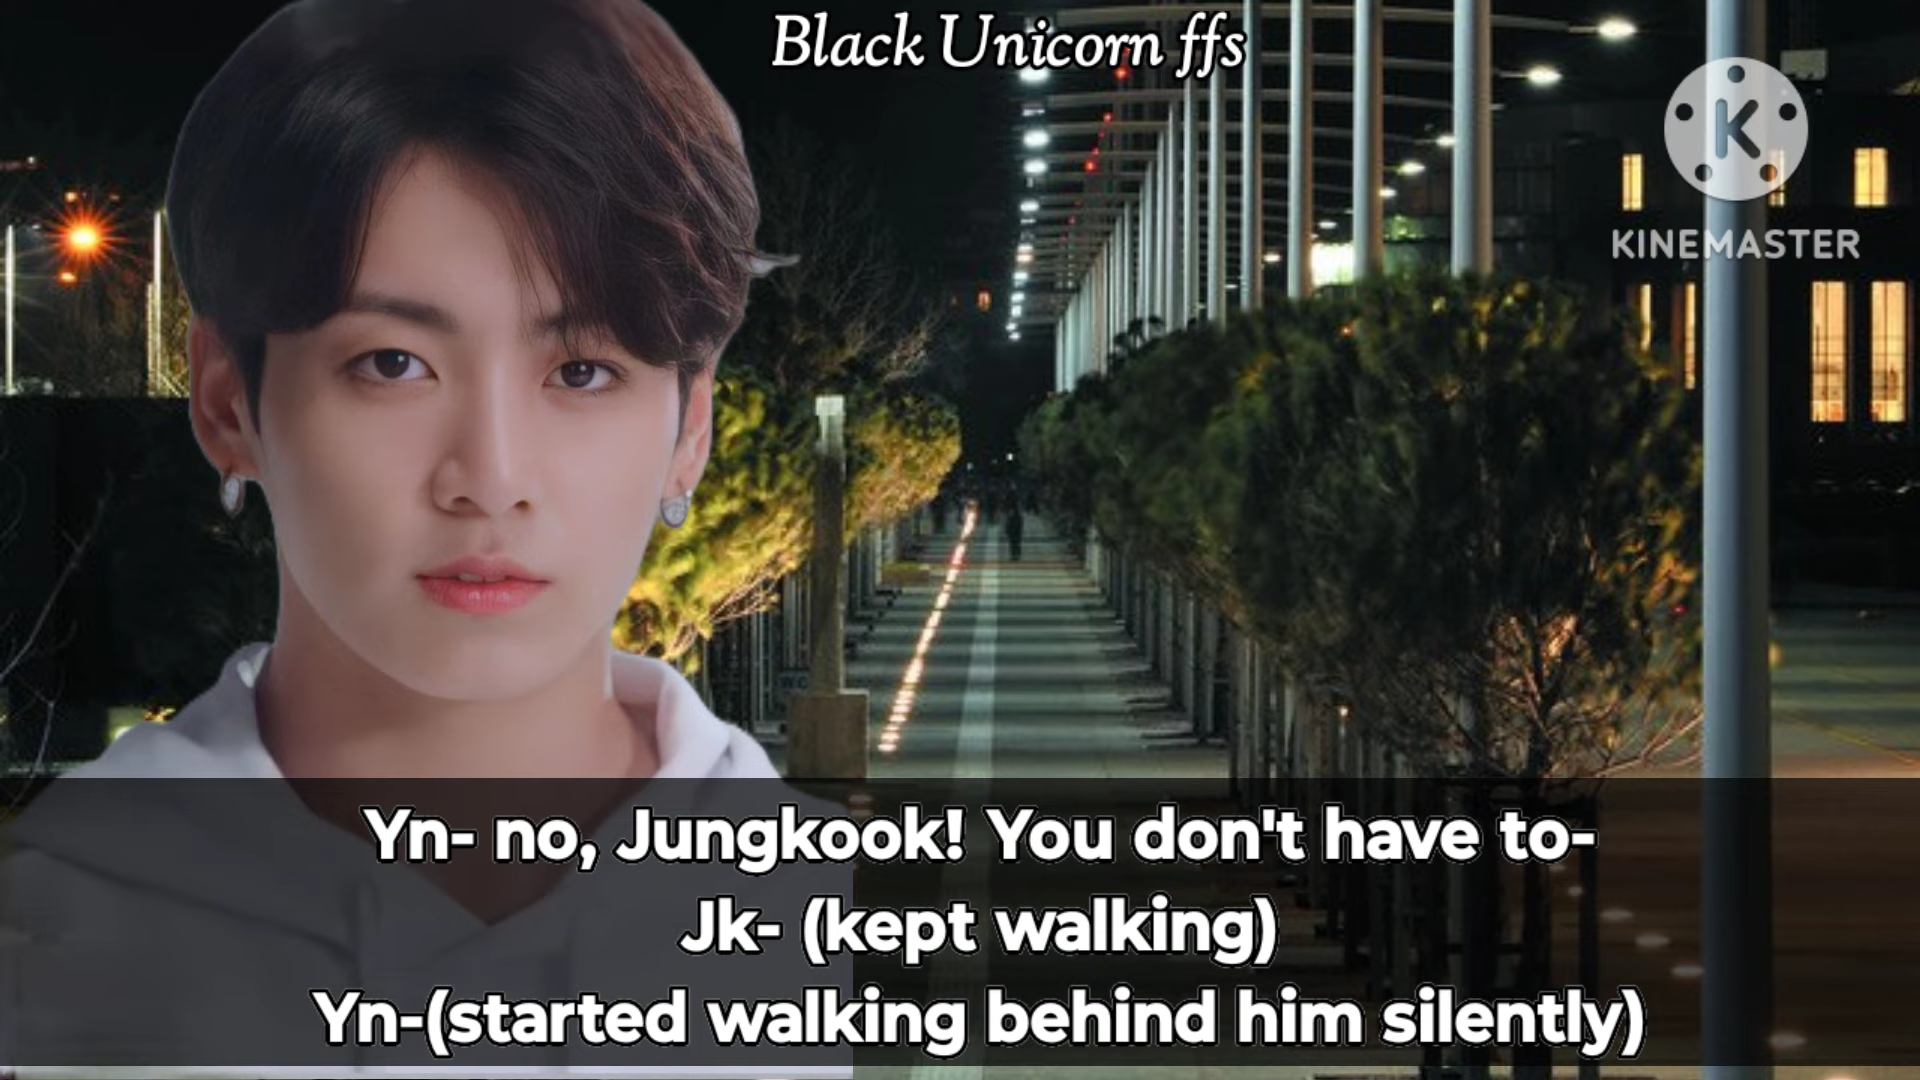 Black Unicorn ffs
K
KINEMASTER
Yn- no, Jungkook! You don't have to-
Jk- (kept walking)
Yn-(started walking behind him silently)